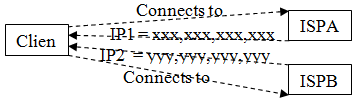 Connects to
ISPA
IP1 = xxx,xxx,xxx,xxx
Clien
IP2 = yyy,yyy,yyy,yyy
Connects to
ISPB